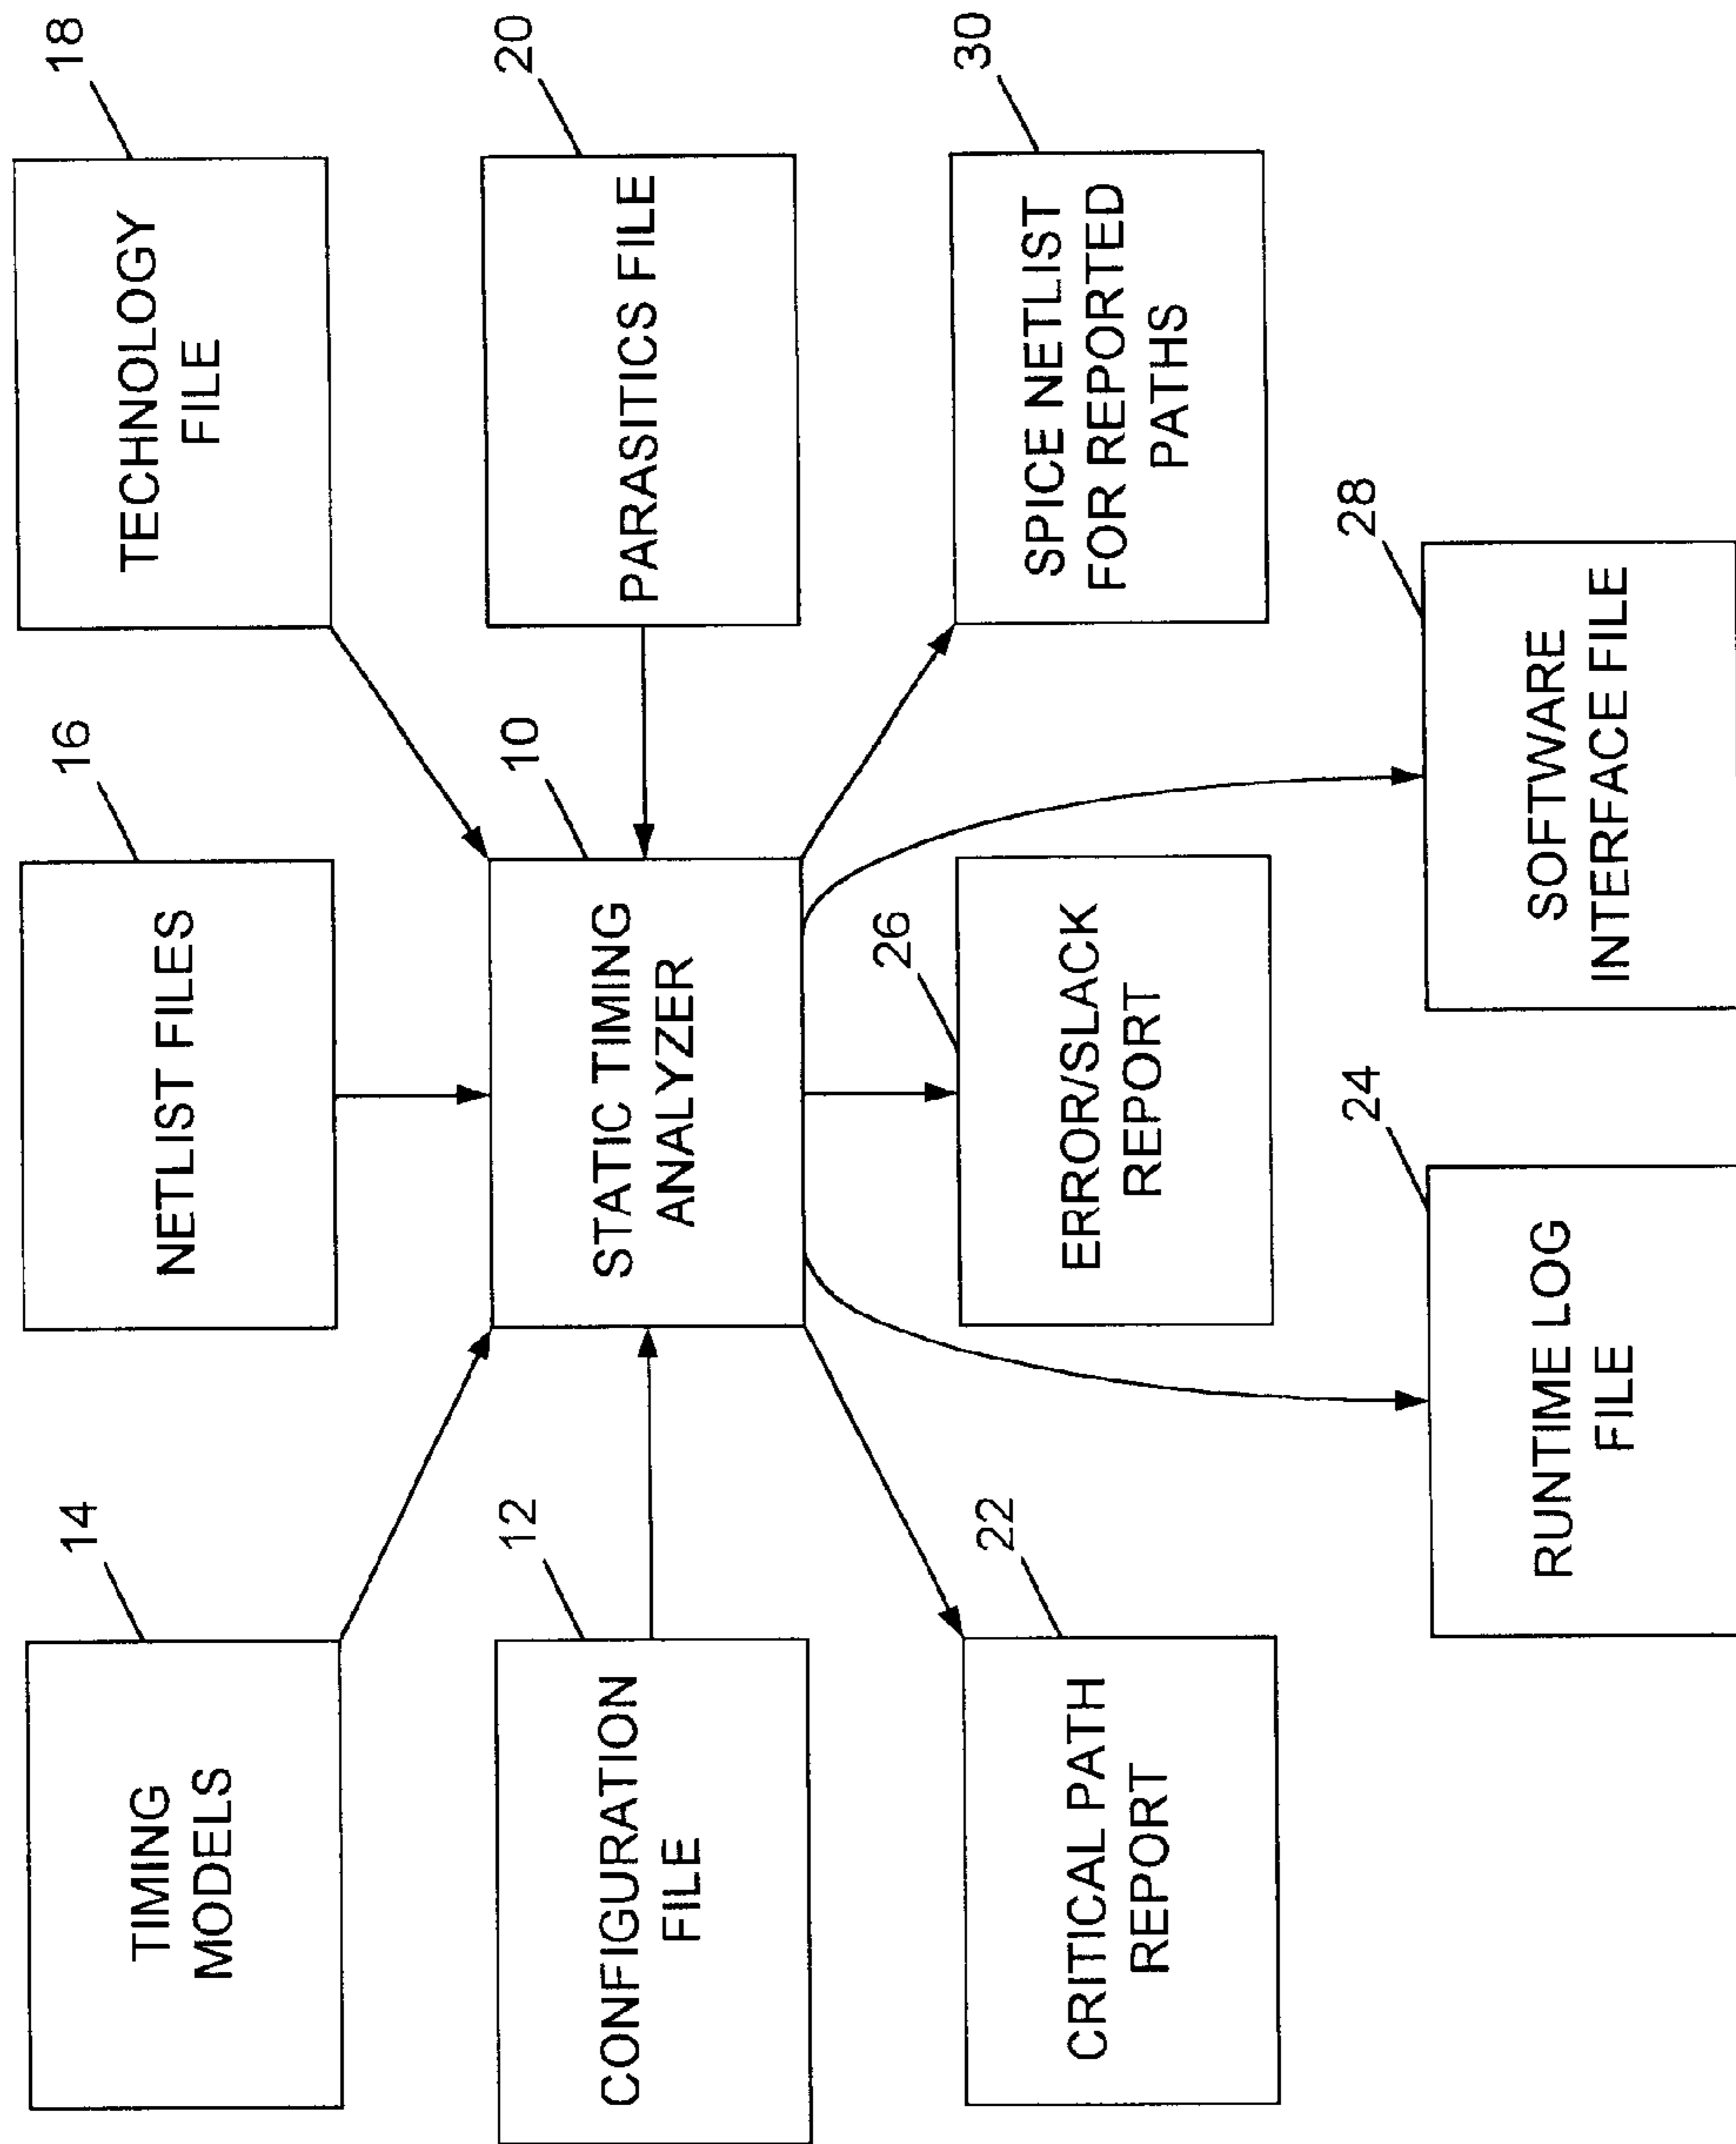 14
TIMING
MODELS
16
NETLIST FILES
18
TECHNOLOGY
FILE
12
CONFIGURATION
FILE
10
STATIC TIMING
ANALYZER
20
PARASITICS FILE
22
CRITICAL PATH
REPORT
26
ERROR/SLACK
REPORT
30
SPICE NETLIST
FOR REPORTED
PATHS
24
RUNTIME LOG
FILE
28
SOFTWARE
INTERFACE FILE